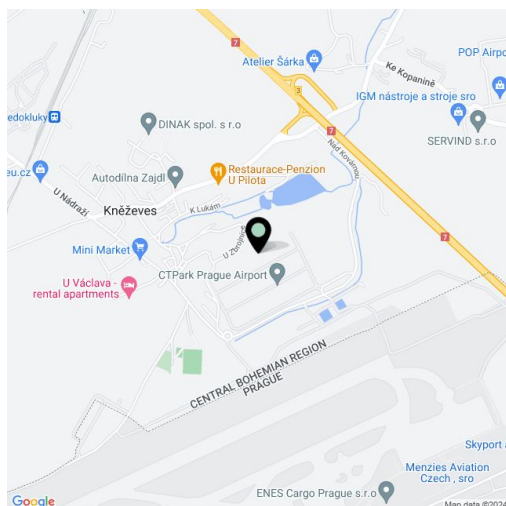 7
Atelier Šárka
POP Airpo
Ke Kopanině
3
edokluky
IGM nástroje a stroje sro
DINAK spol. s r.o
7
SERVIND s.r.o
Nad Kovárnou
eu.cz
Restaurace-Penzion
U Pilota
Autodílna Zajdl
U Nádraží
K Lukám
Kněževes
U Zbrojnice
7
Mini Market
CTPark Prague Airport
U Václava -
rental apartments
CENTRAL BOHEMIAN REGION
PRAGUE
Skyport a
Menzies Aviation
Czech , sro
ENES Cargo Prague s.r.o
Google
Map data ©2024